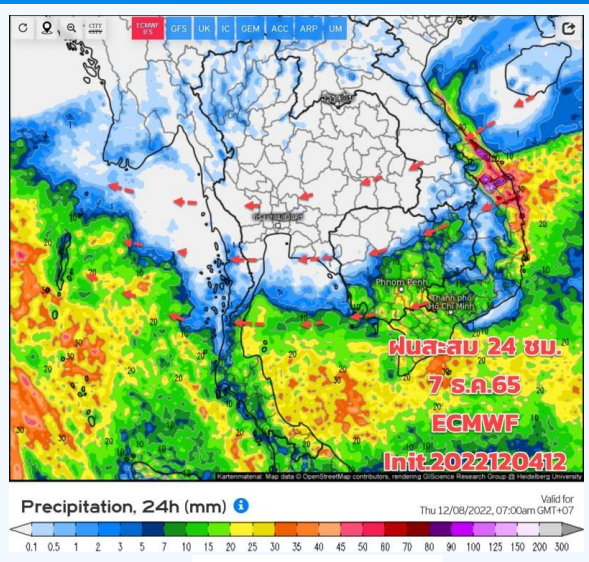 CITY
CITY
ECMWF
IFS
GFS
UK
IC
GEM
ACC
ARP
UM
Phnom Penh
Thành phố
Hồ Chí Minh
ฝนสะสม 24 ชม.
7 ธ.ค.65
ECMWF
Init.2022120412
Kartenmaterial: Map data © OpenStreetMap contributors, rendering GIScience Research Group @ Heidelberg University
Precipitation, 24h (mm)
Valid for
Thu 12/08/2022, 07:00am GMT+07
0.1 0.5 1 2 3 5 7 10 15 20 25 30 35 40 45 50 60 70 80 90 100 125 150 200 300